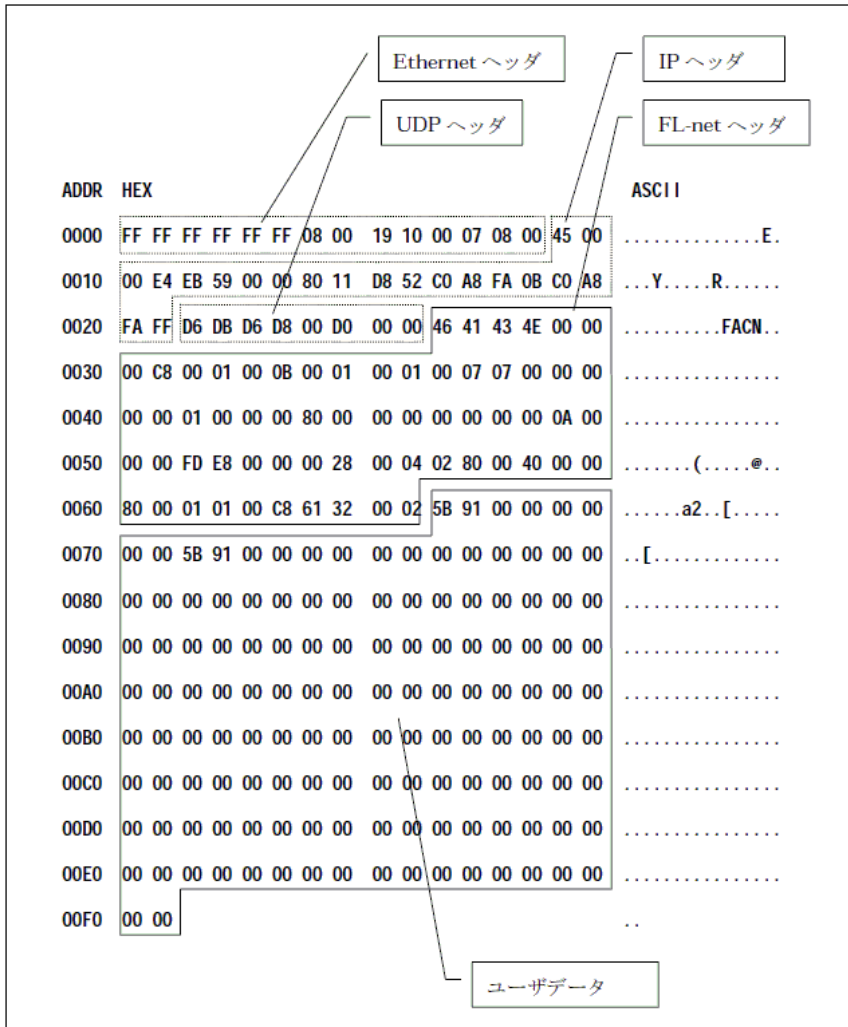 Ethernet ヘッダ
IP ヘッダ
UDP ヘッダ
FL-net ヘッダ
ADDR HEX ASCII
0000 FF FF FF FF FF FF 08 00 19 10 00 07 08 00 45 00 ..............E.
0010 00 E4 EB 59 00 00 80 11 D8 52 C0 A8 FA 0B C0 A8 ...Y.....R......
0020 FA FF D6 DB D6 D8 00 D0 00 00 46 41 43 4E 00 00 ..........FACN..
0030 00 C8 00 01 00 0B 00 01 00 01 00 07 07 00 00 00 ................
0040 00 00 01 00 00 00 80 00 00 00 00 00 00 00 0A 00 ................
0050 00 00 FD E8 00 00 00 28 00 04 02 80 00 40 00 00 .......(.....@..
0060 80 00 01 01 00 C8 61 32 00 02 5B 91 00 00 00 00 ......a2..[.....
0070 00 00 5B 91 00 00 00 00 00 00 00 00 00 00 00 00 ..[.............
0080 00 00 00 00 00 00 00 00 00 00 00 00 00 00 00 00 ................
0090 00 00 00 00 00 00 00 00 00 00 00 00 00 00 00 00 ................
00A0 00 00 00 00 00 00 00 00 00 00 00 00 00 00 00 00 ................
00B0 00 00 00 00 00 00 00 00 00 00 00 00 00 00 00 00 ................
00C0 00 00 00 00 00 00 00 00 00 00 00 00 00 00 00 00 ................
00D0 00 00 00 00 00 00 00 00 00 00 00 00 00 00 00 00 ................
00E0 00 00 00 00 00 00 00 00 00 00 00 00 00 00 00 00 ................
00F0 00 00 ..
ユーザデータ